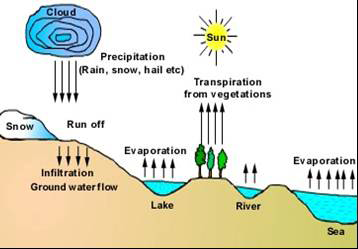 Cloud
Sun
Precipitation
(Rain, snow, hail etc)
Transpiration
from vegetations
Snow
Run off
Evaporation
Evaporation
Infiltration
Ground water flow
Lake
River
Sea